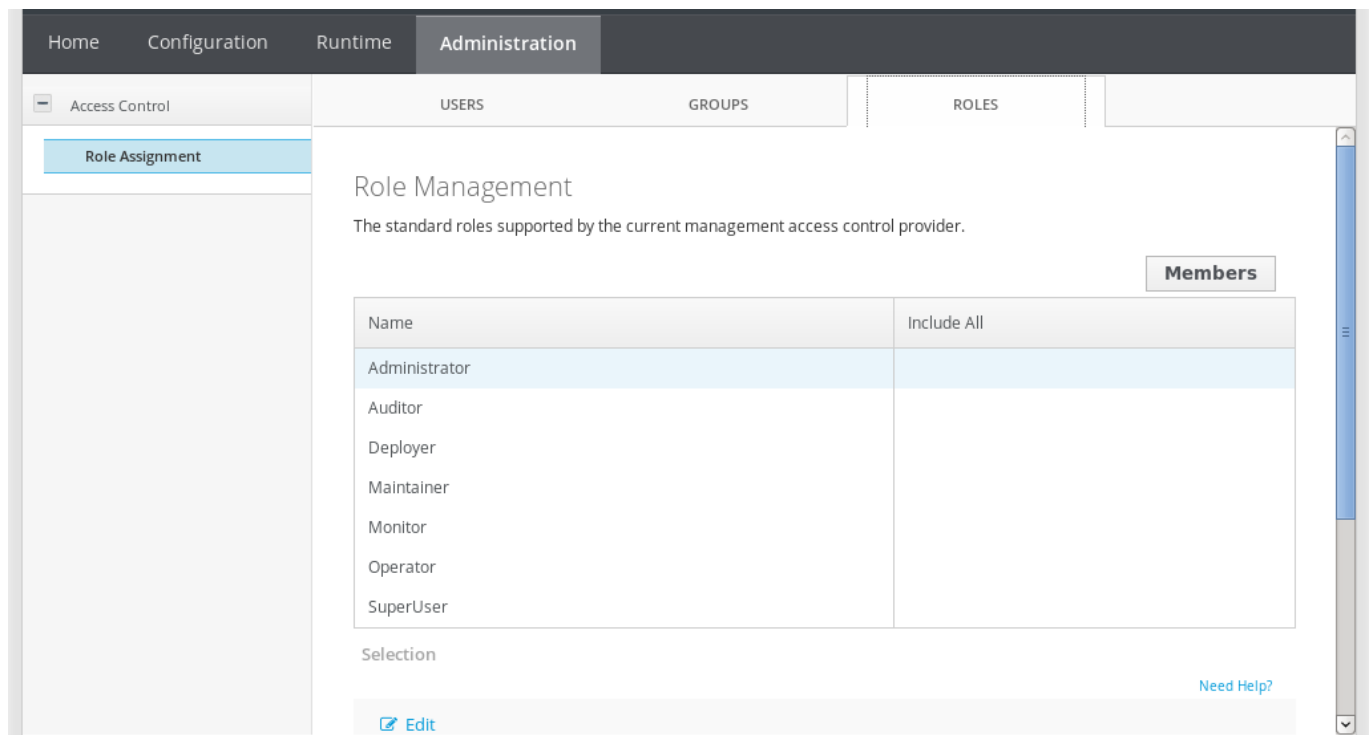 Home Configuration Runtime Administration
Access Control USERS GROUPS ROLES
Role Assignment
Role Management
The standard roles supported by the current management access control provider.
Members
Name Include All
Administrator
Auditor
Deployer
Maintainer
Monitor
Operator
SuperUser
Selection
Need Help?
Edit